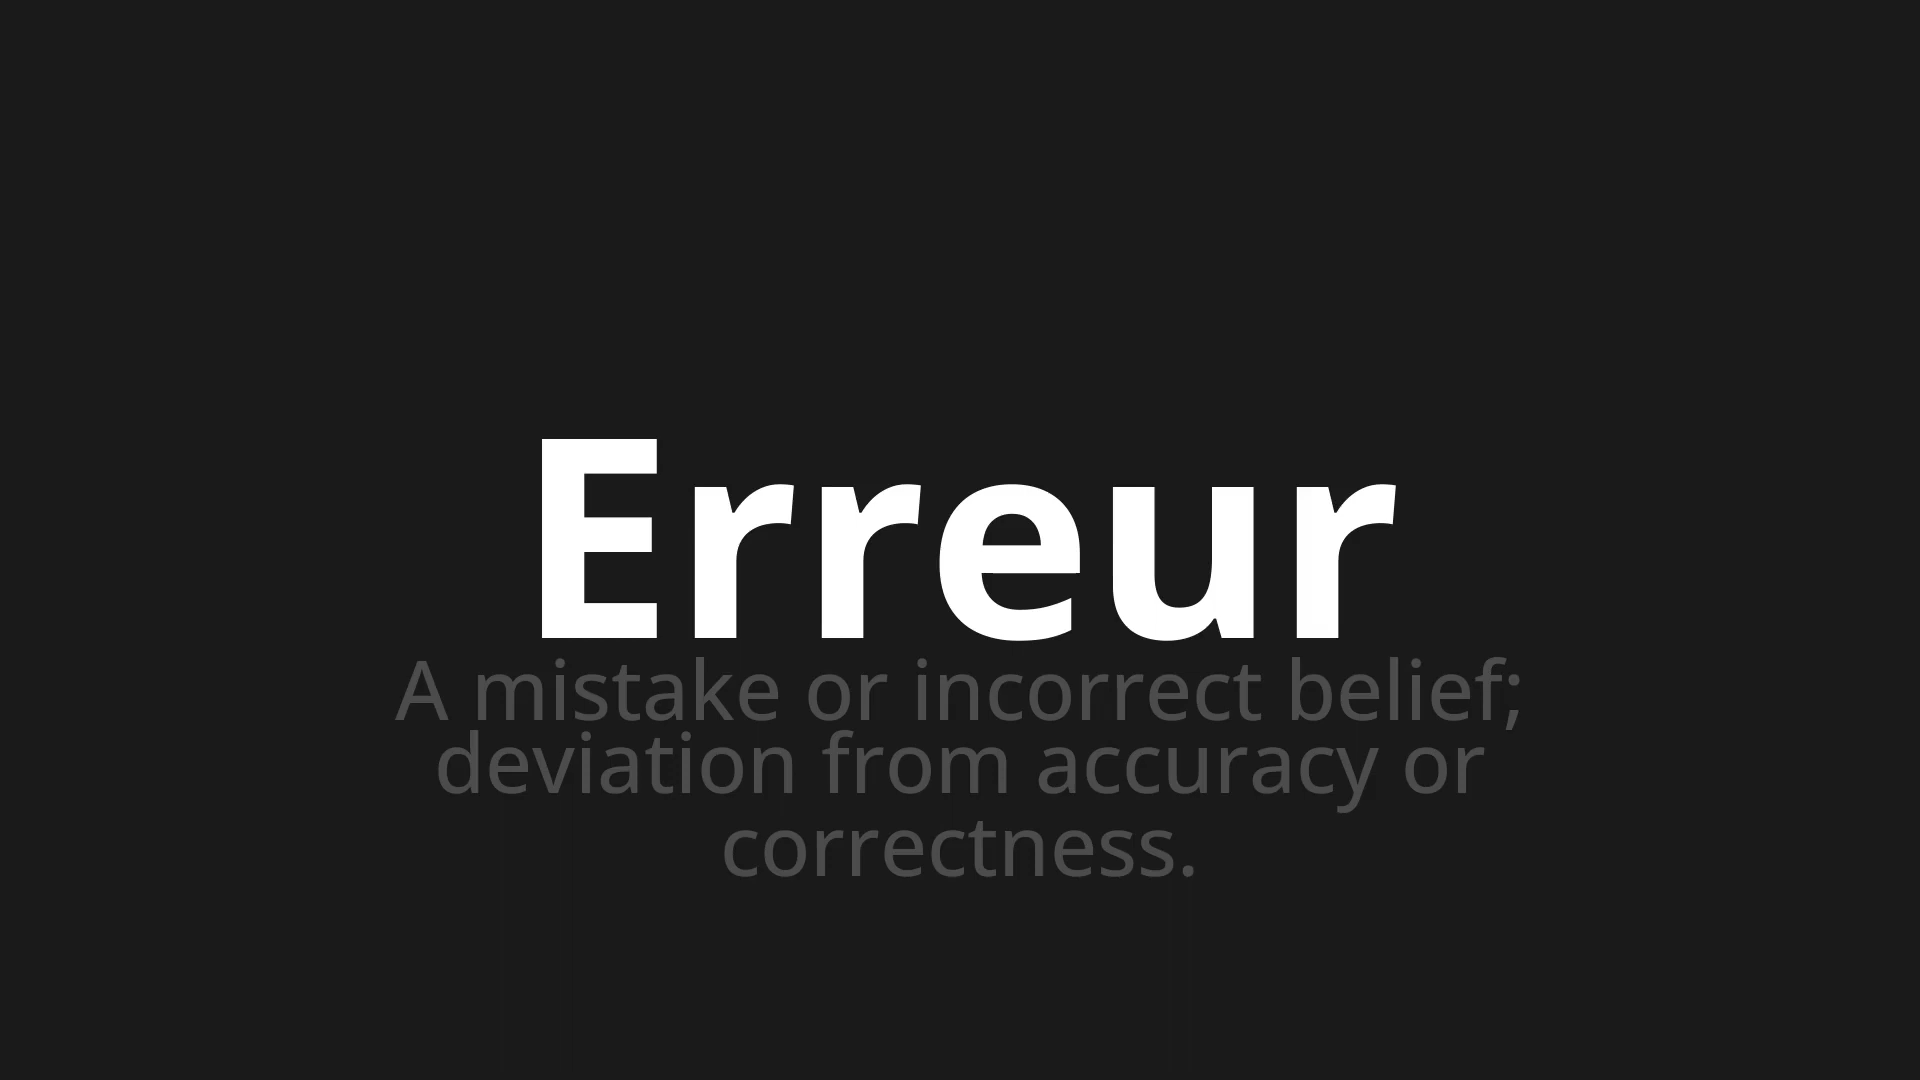 Erreur
A mistake or incorrect belief;
deviation from accuracy or
correctness.